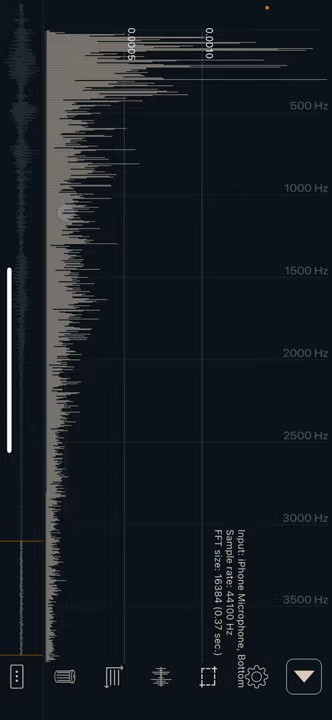 0.0005
0.0010
500 Hz
1000 Hz
1500 Hz
2000 Hz
2500 Hz
3000 Hz
3500 Hz
Input: iPhone Microphone, Bottom
Sample rate: 44100 Hz
FFT size: 16384 (0.37 sec.)